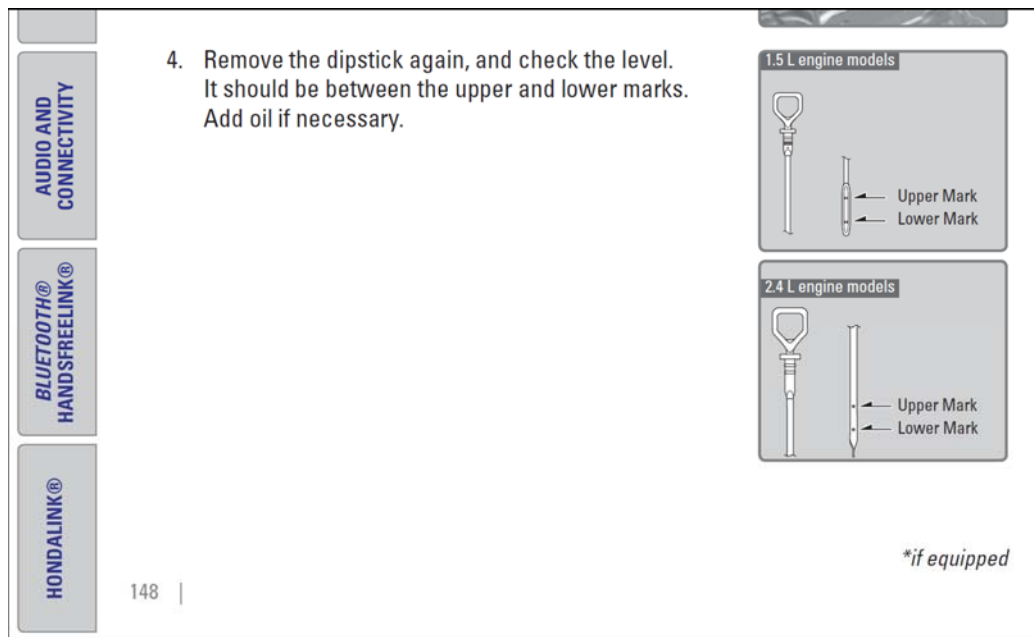 AUDIO AND
CONNECTIVITY
BLUETOOTH®
HANDSFREELINK®
HONDALINK®
4. Remove the dipstick again, and check the level.
It should be between the upper and lower marks.
Add oil if necessary.
1.5 L engine models
Upper Mark
Lower Mark
2.4 L engine models
Upper Mark
Lower Mark
*if equipped
148 |